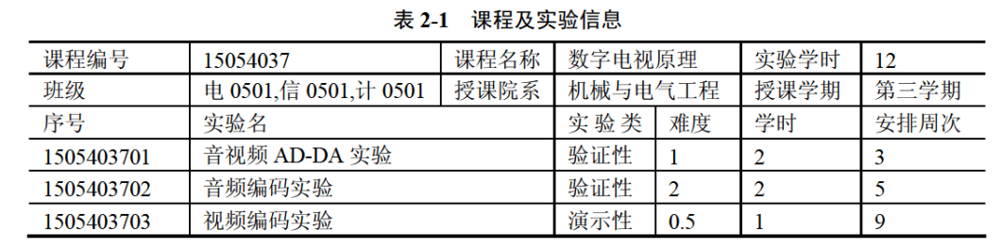 表 2-1 课程及实验信息
课程编号 15054037 课程名称 数字电视原理 实验学时 12
班级 电 0501,信 0501,计 0501 授课院系 机械与电气工程 授课学期 第三学期
序号 实验名 实 验 类 难度 学时 安排周次
1505403701 音视频 AD-DA 实验 验证性 1 2 3
1505403702 音频编码实验 验证性 2 2 5
1505403703 视频编码实验 演示性 0.5 1 9